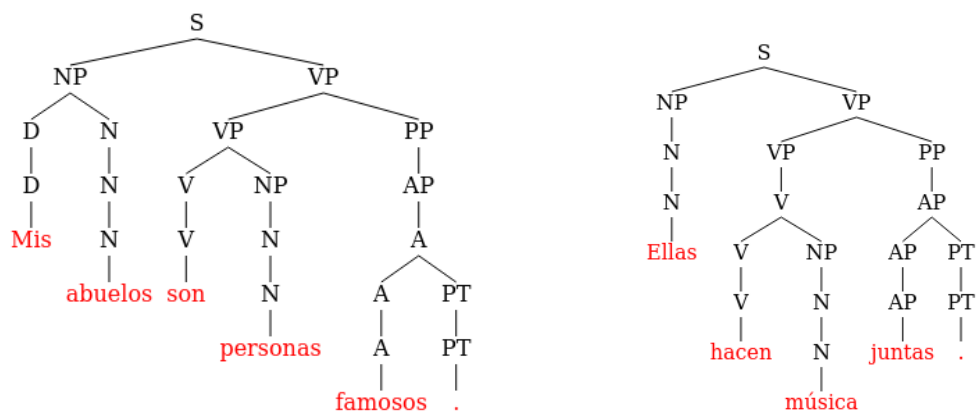 S
NP VP
D N VP PP
D N V NP AP
Mis N V N A
abuelos son N A PT
personas A PT
famosos .
S
NP VP
N VP PP
N V AP
Ellas V NP AP PT
V N AP PT
hacen N juntas .
música